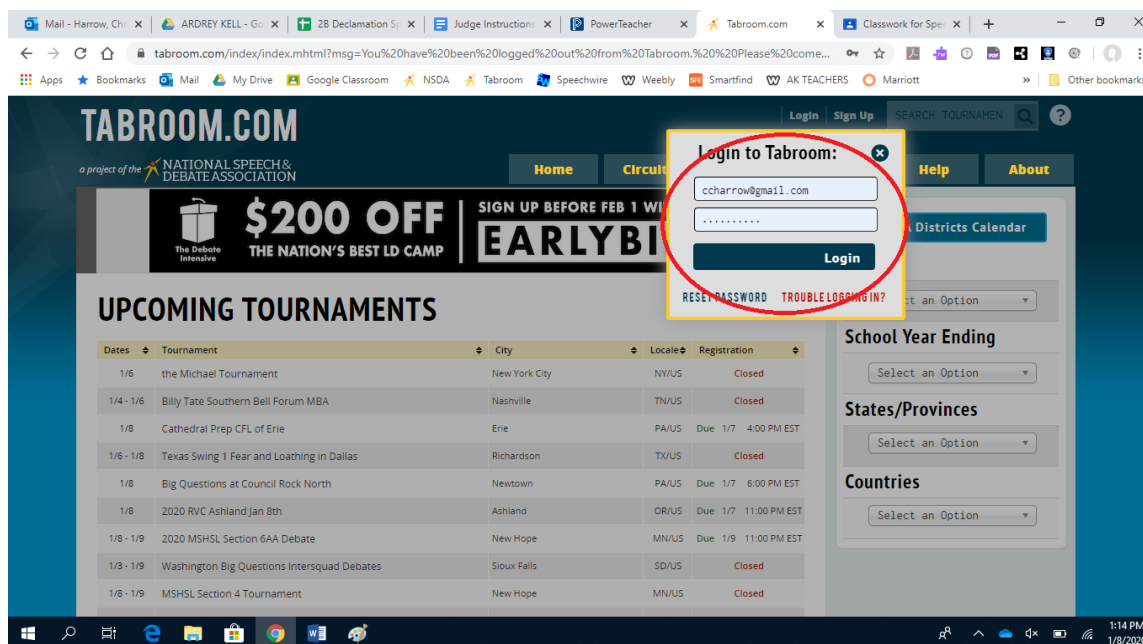 Mail - Harrow, Chr
ARDREY KELL - Go
2B Declamation Sp
Judge Instructions
PowerTeacher
Tabroom.com
Classwork for Spee
tabroom.com/index/index.mhtml?msg=You%20have%20been%20logged%20out%20from%20Tabroom.%20%20Please%20come...
Apps Bookmarks Mail My Drive Google Classroom NSDA Tabroom Speechwire Weebly Smartfind AK TEACHERS Marriott » Other bookmarks
TABROOM.COM
Login Sign Up SEARCH TOURNAMEN ?
a project of the NATIONAL SPEECH & DEBATE ASSOCIATION
Home Circuit Help About
Login to Tabroom:
ccharrow@gmail.com
..........
Login
RESET PASSWORD TROUBLE LOGGING IN?
The Debate Intensive
$200 OFF
THE NATION'S BEST LD CAMP
SIGN UP BEFORE FEB 1 WI
EARLYBI
Districts Calendar
UPCOMING TOURNAMENTS
Dates Tournament City Locale Registration
1/6 the Michael Tournament New York City NY/US Closed
1/4 - 1/6 Billy Tate Southern Bell Forum MBA Nashville TN/US Closed
1/8 Cathedral Prep CFL of Erie Erie PA/US Due 1/7 4:00 PM EST
1/6 - 1/8 Texas Swing 1 Fear and Loathing in Dallas Richardson TX/US Closed
1/8 Big Questions at Council Rock North Newtown PA/US Due 1/7 6:00 PM EST
1/8 2020 RVC Ashland Jan 8th Ashland OR/US Due 1/7 11:00 PM EST
1/8 - 1/9 2020 MSHSL Section 6AA Debate New Hope MN/US Due 1/9 11:00 PM EST
1/3 - 1/9 Washington Big Questions Intersquad Debates Sioux Falls SD/US Closed
1/8 - 1/9 MSHSL Section 4 Tournament New Hope MN/US Closed
ct an Option
School Year Ending
Select an Option
States/Provinces
Select an Option
Countries
Select an Option
1:14 PM
1/8/202